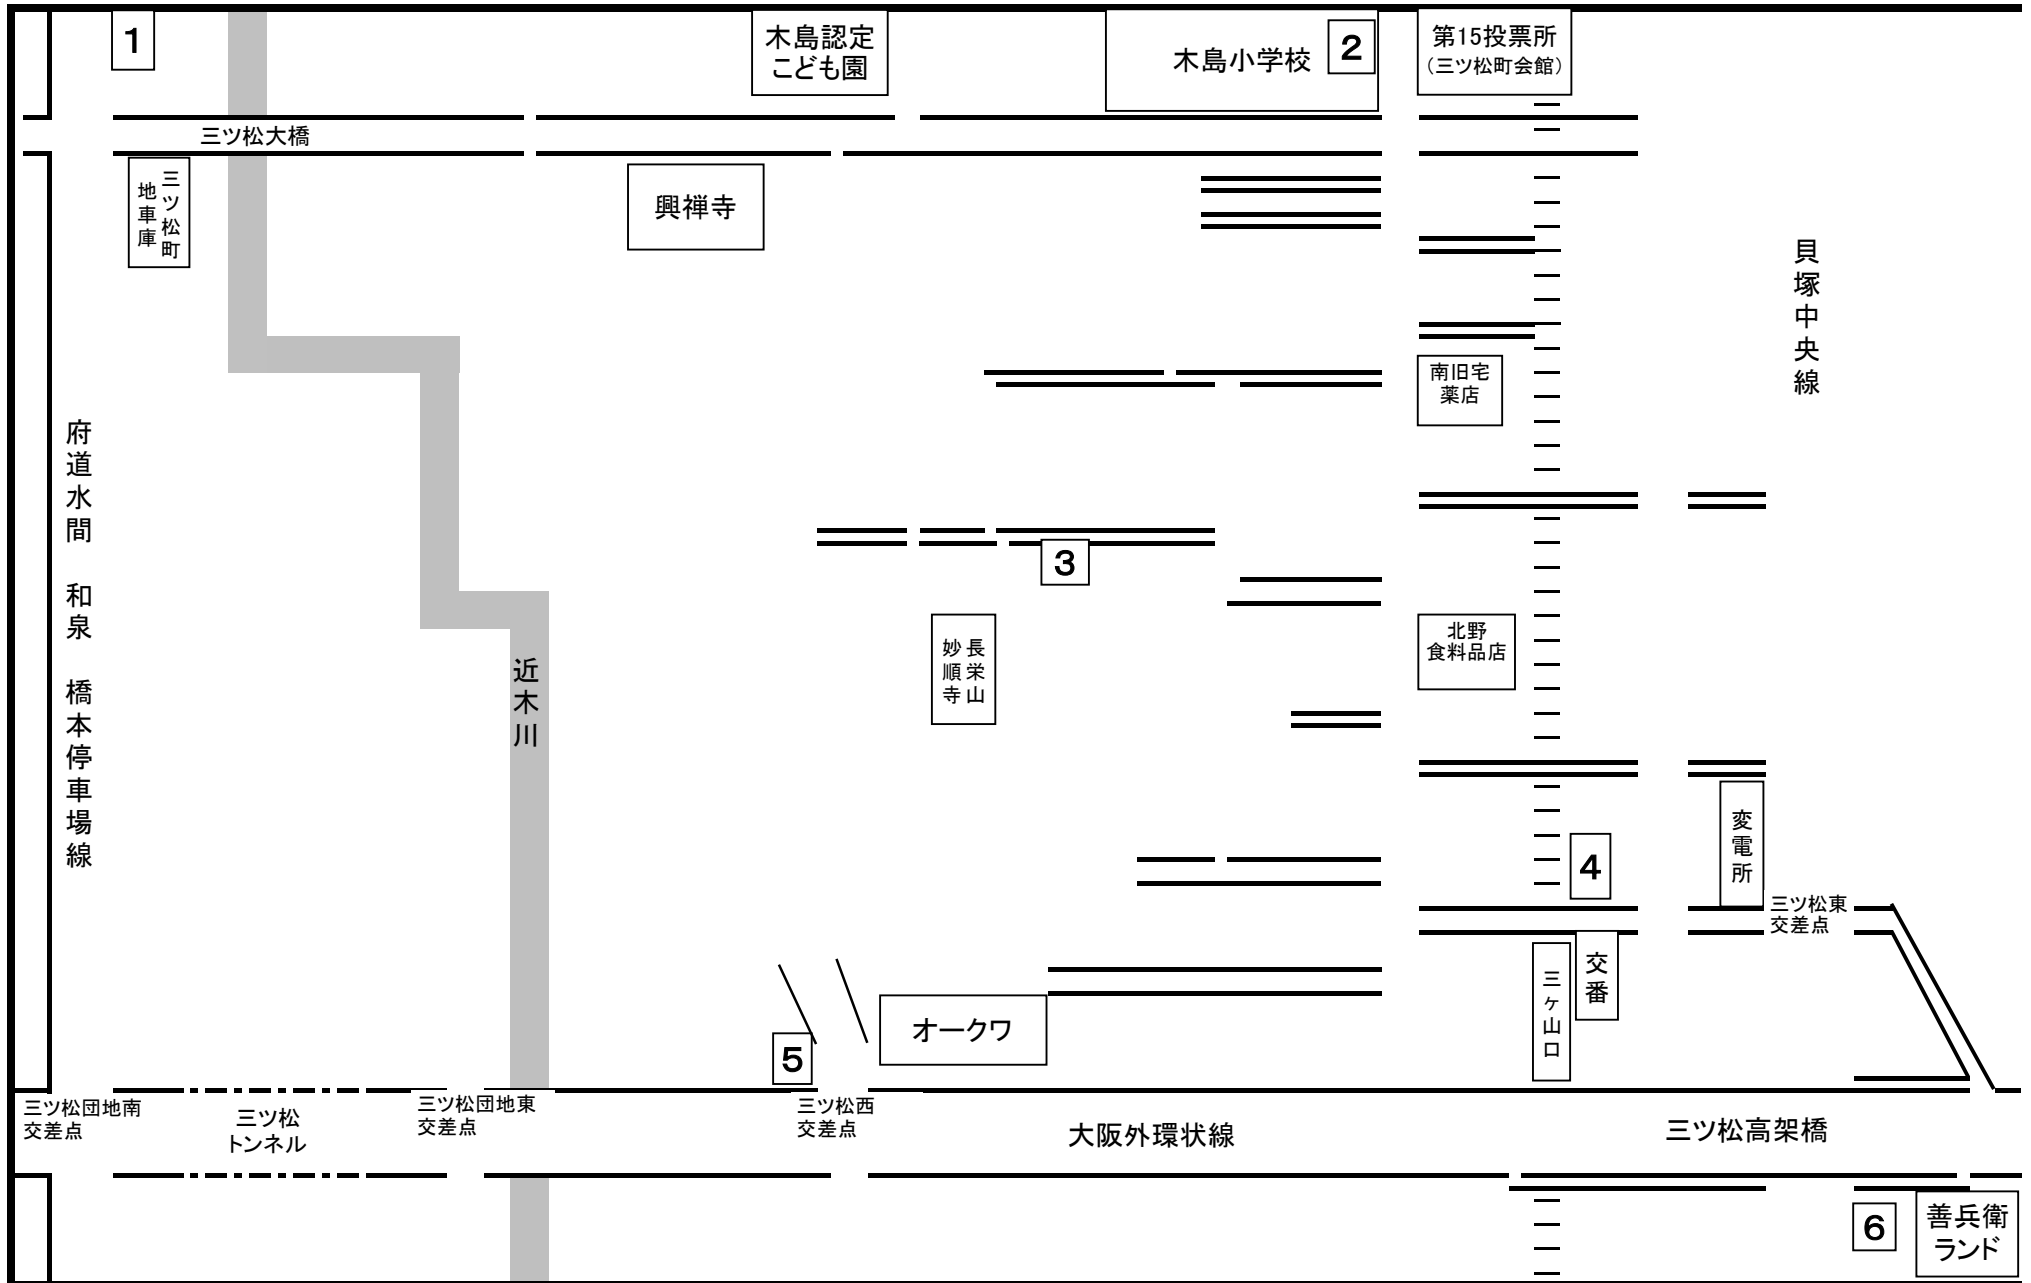 1
木島認定
こども園
木島小学校
2
第15投票所
（三ツ松町会館）
三ツ松大橋
三ツ松町
地車庫
興禅寺
貝塚中央線
南旧宅
薬店
府道水間 和泉 橋本停車場線
3
近木川
長栄山
妙順寺
北野
食料品店
変電所
4
三ツ松東
交差点
交番
三ヶ山口
オークワ
5
三ツ松団地南
交差点
三ツ松
トンネル
三ツ松団地東
交差点
三ツ松西
交差点
大阪外環状線
三ツ松高架橋
6
善兵衛
ランド